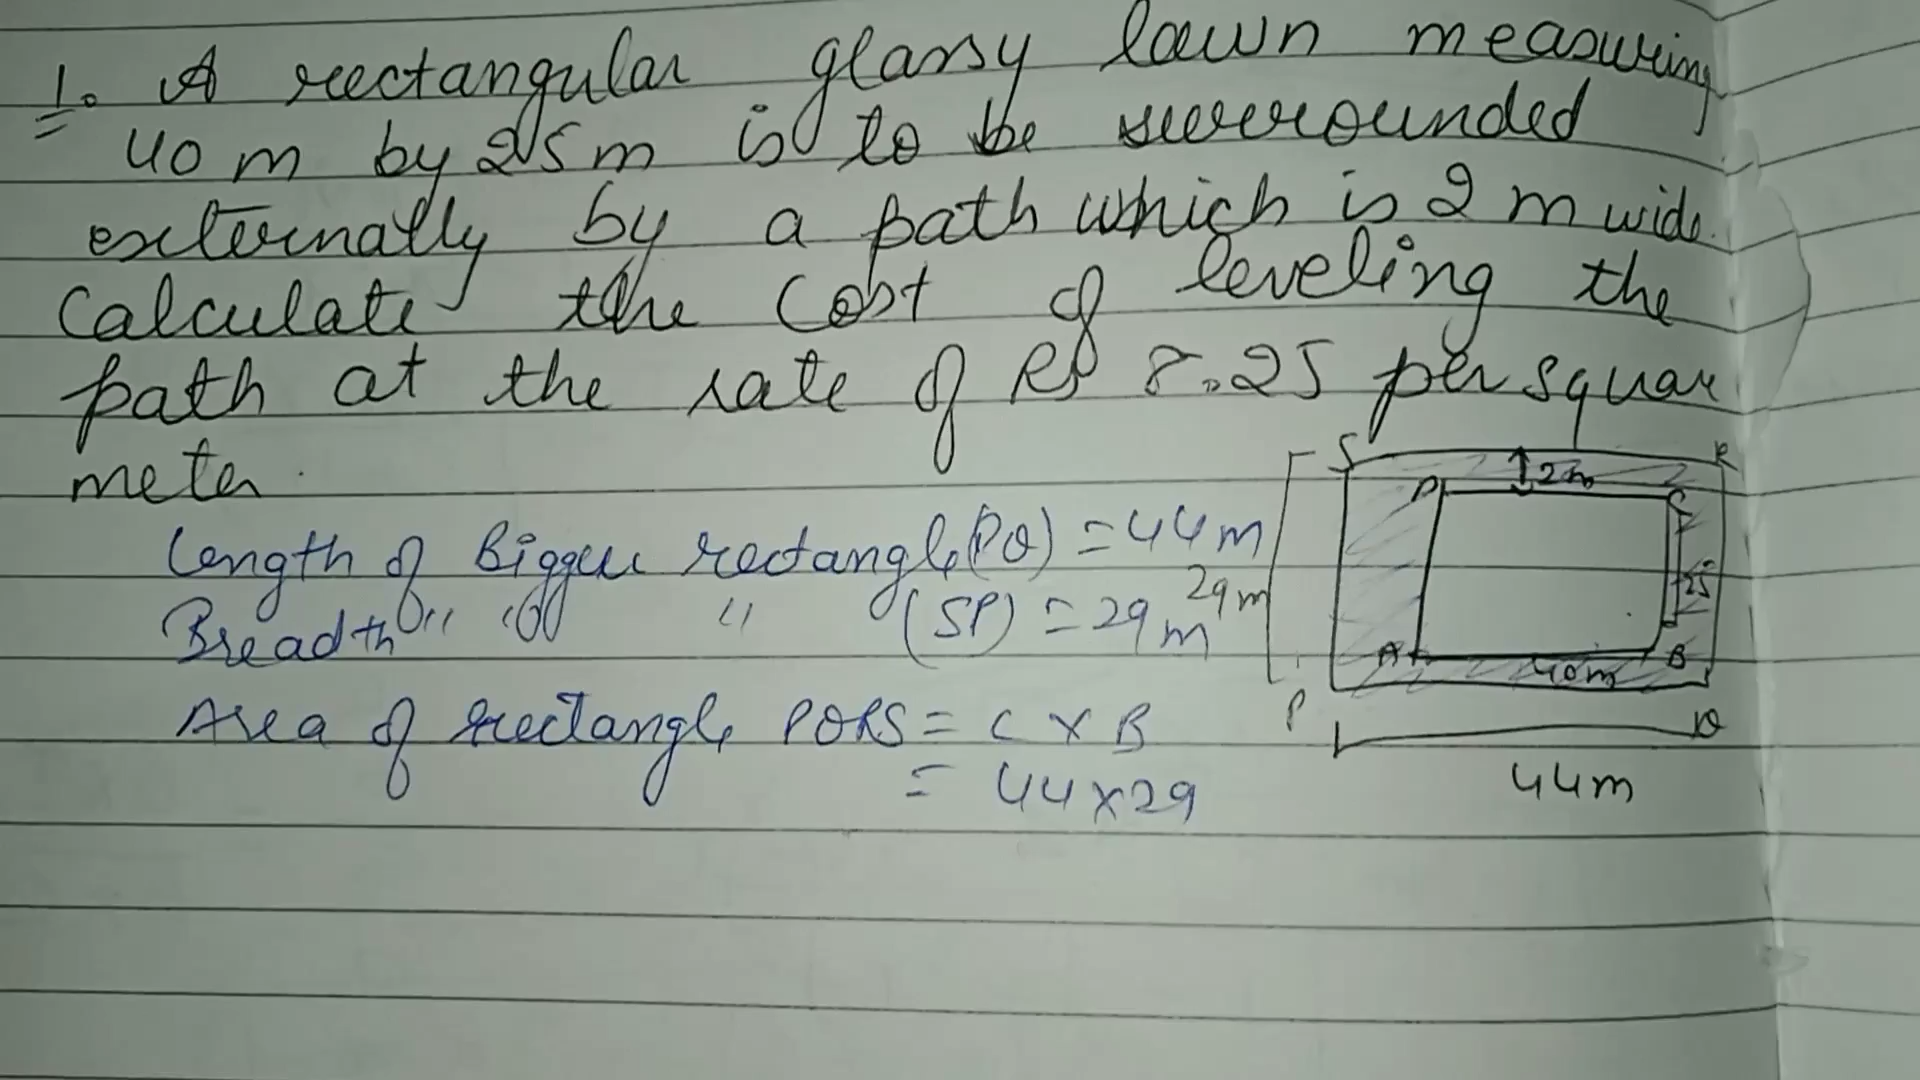 1. A rectangular glassy lawn measuring
40 m by 25 m is to be surrounded
externally by a path which is 2 m wide.
Calculate the Cost of leveling the
path at the rate of Rs 8.25 per squar
meter.
Length of Bigger rectangle (PQ) = 44 m
Breadth " " " (SP) = 29 m
Area of rectangle PQRS = L × B
= 44×29
S R
2m
D C
29m
25
A B
40m
P Q
44m